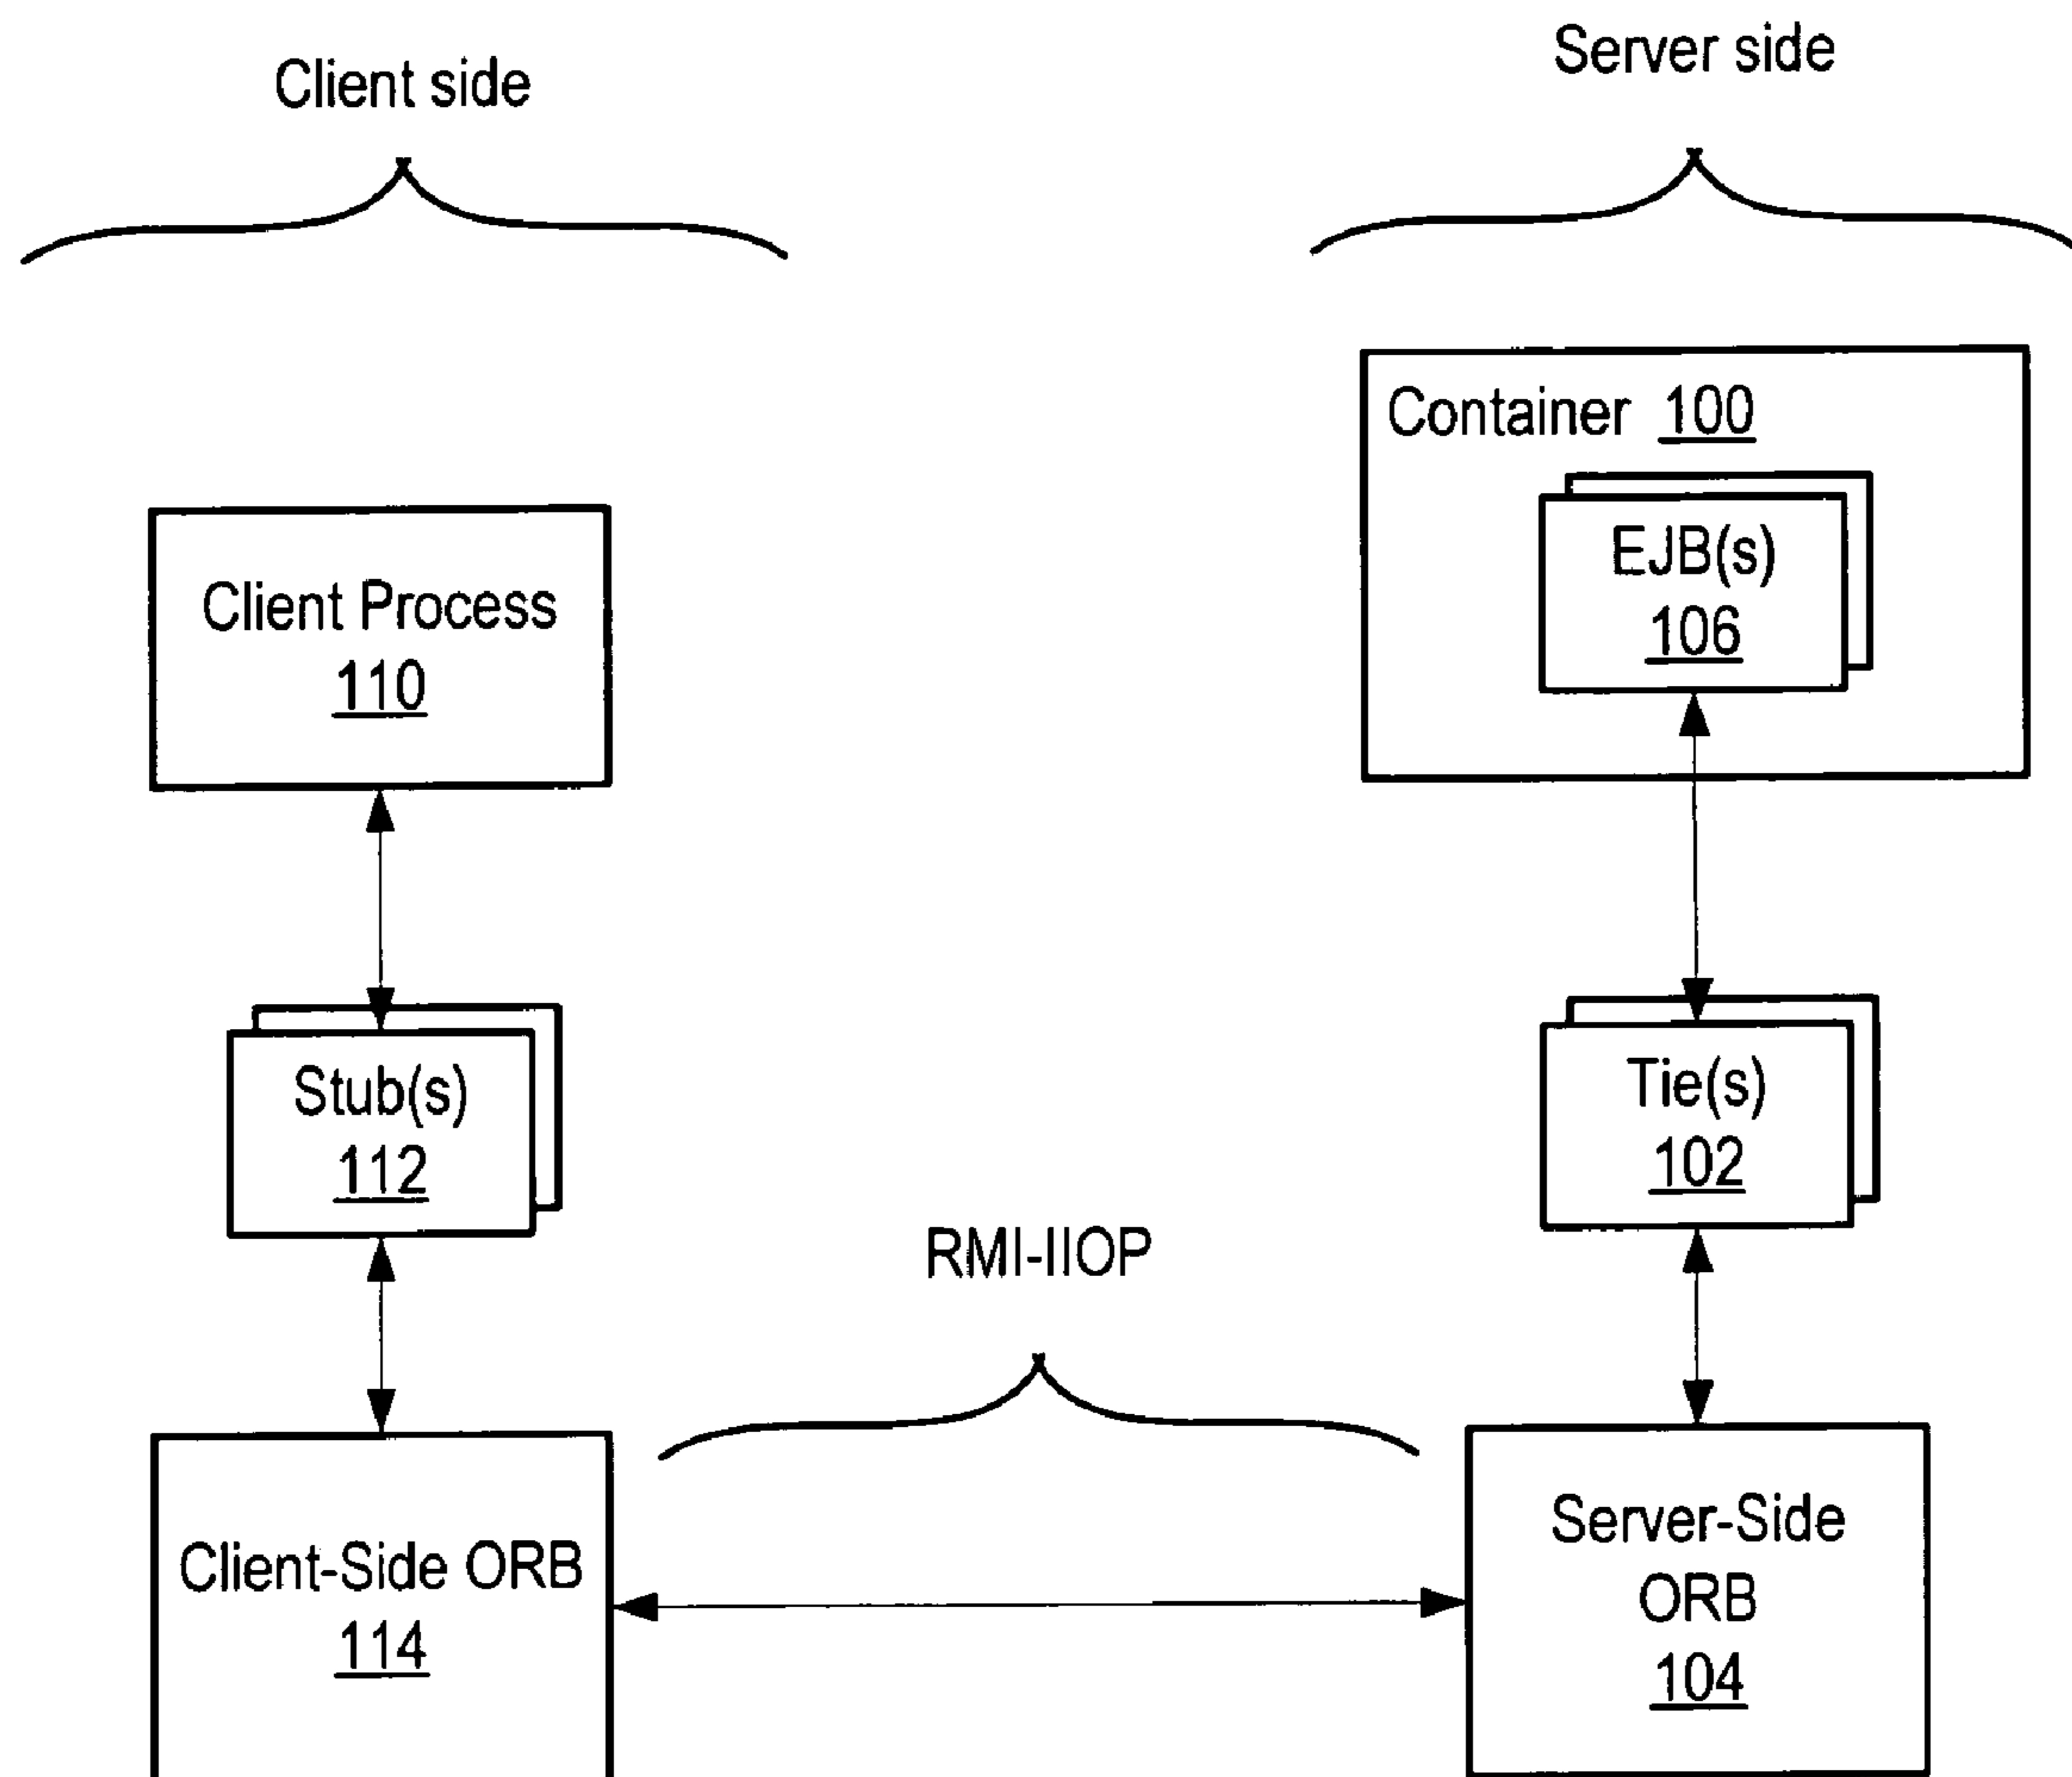 Client side
Server side
Container 100
EJB(s)
106
Client Process
110
Stub(s)
112
Tie(s)
102
RMI-IIOP
Client-Side ORB
114
Server-Side
ORB
104